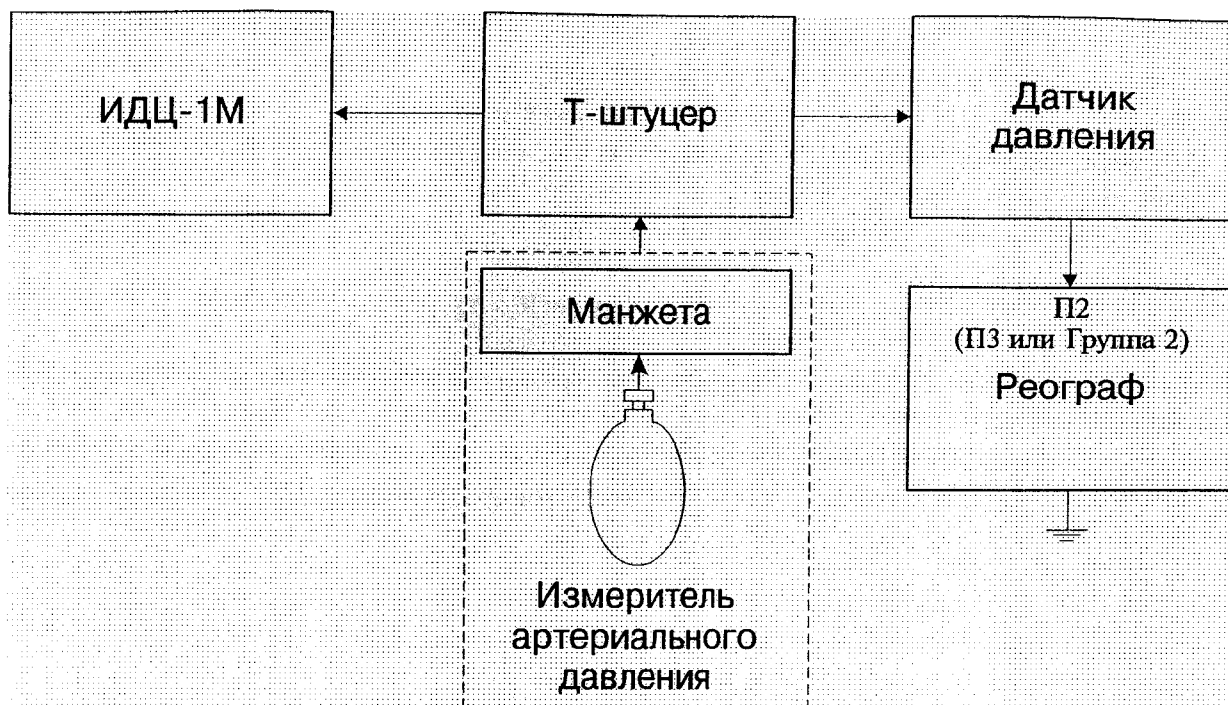 ИДЦ-1М
Т-штуцер
Датчик
давления
Манжета
П2
(П3 или Группа 2)
Реограф
Измеритель
артериального
давления